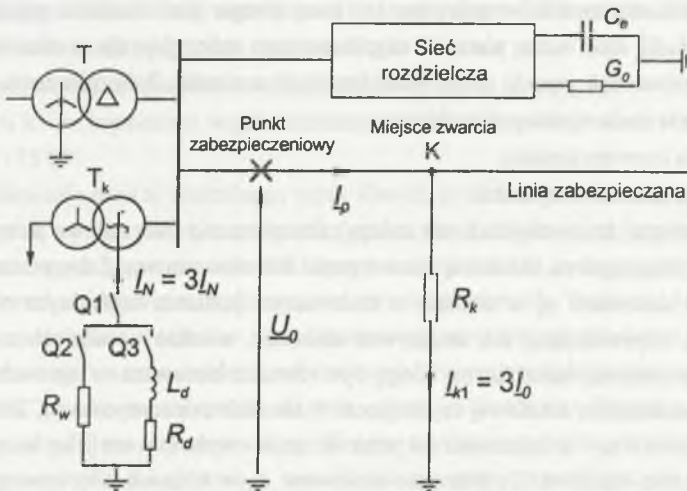 T
Sieć
rozdzielcza
C_e
G_o
Punkt
zabezpieczeniowy
Miejsce zwarcia
K
I_p
Linia zabezpieczana
T_k
I_N = 3I_N
Q1
Q2
Q3
U_0
R_k
L_d
R_w
R_d
I_k1 = 3I_0